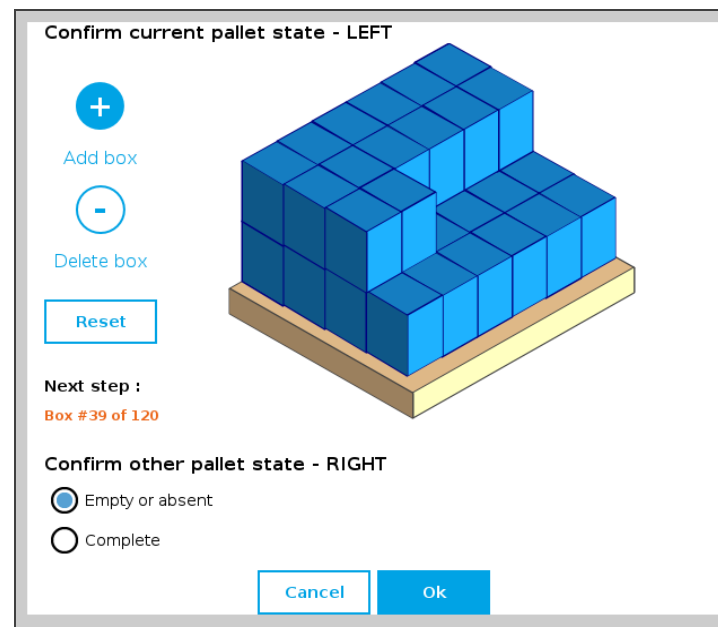 Confirm current pallet state - LEFT
+
Add box
-
Delete box
Reset
Next step :
Box #39 of 120
Confirm other pallet state - RIGHT
Empty or absent
Complete
Cancel
Ok